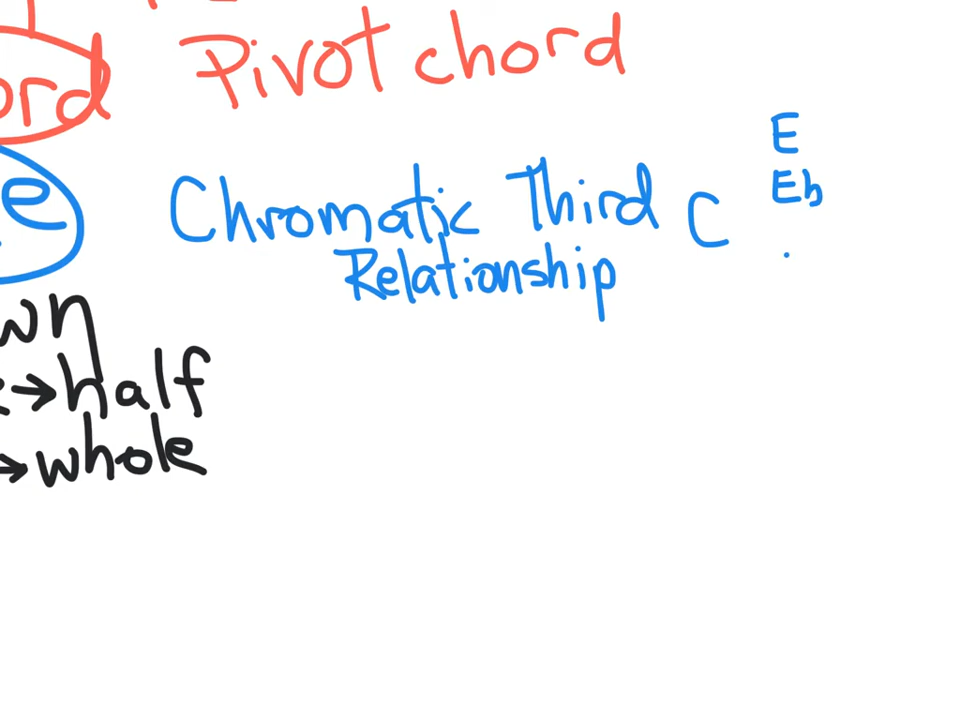 Pivot chord
ord
E
Eb
e
Chromatic Third C
Relationship
wn
→half
→whole